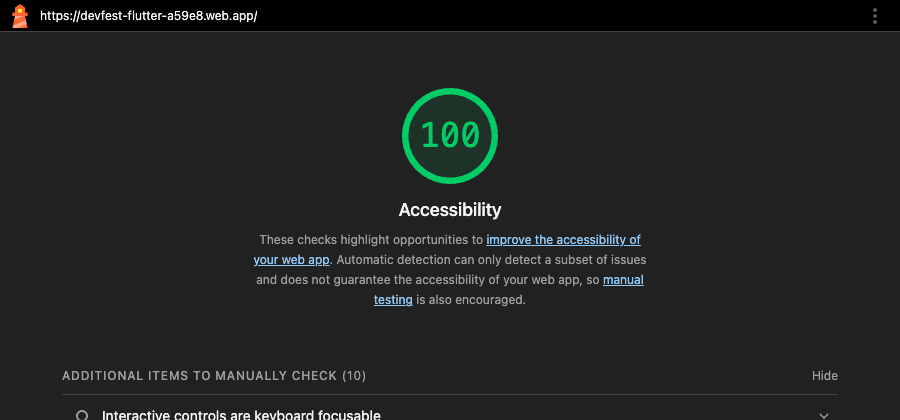 https://devfest-flutter-a59e8.web.app/
100
Accessibility
These checks highlight opportunities to improve the accessibility of
your web app. Automatic detection can only detect a subset of issues
and does not guarantee the accessibility of your web app, so manual
testing is also encouraged.
ADDITIONAL ITEMS TO MANUALLY CHECK (10) Hide
Interactive controls are keyboard focusable